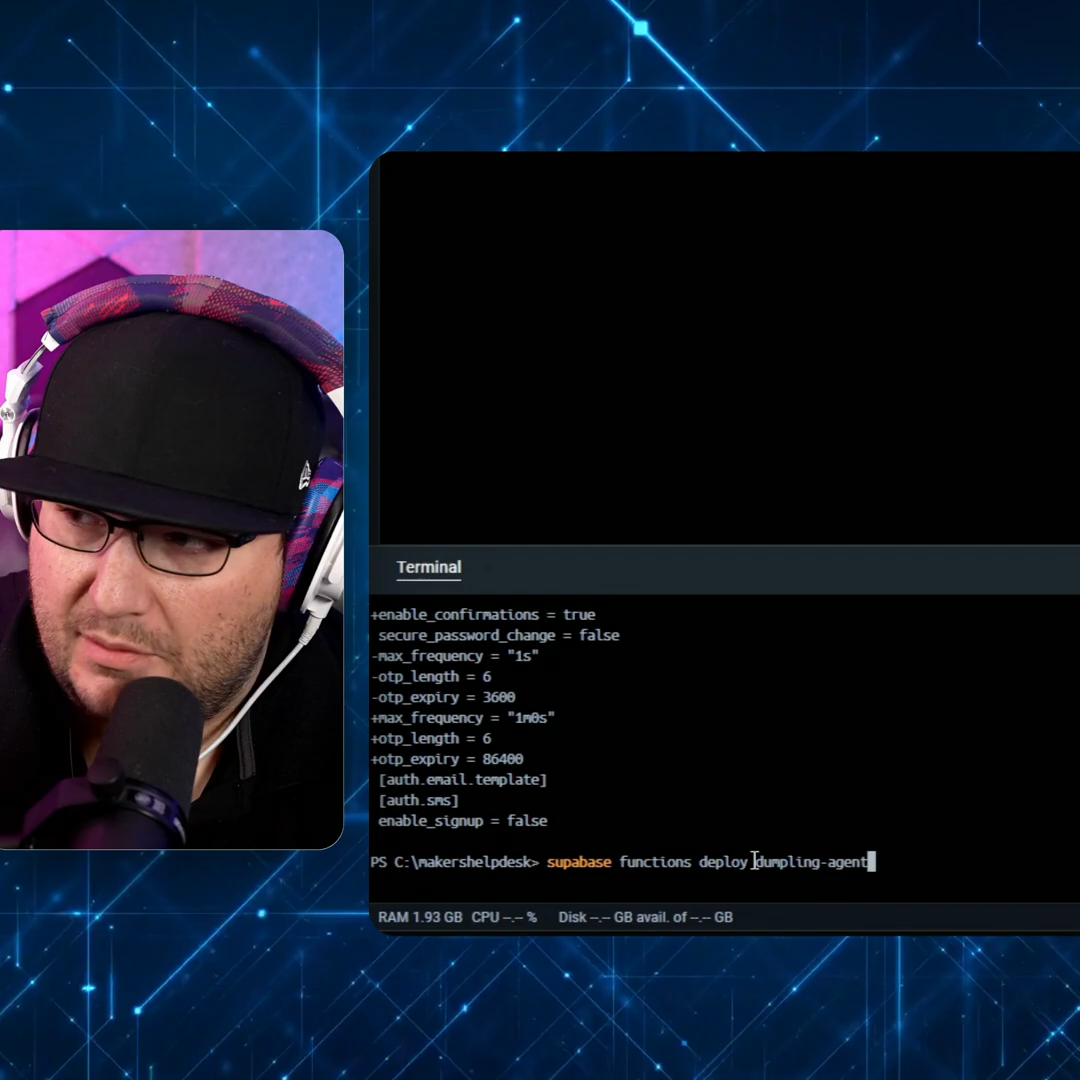 Terminal
+enable_confirmations = true
 secure_password_change = false
-max_frequency = "1s"
-otp_length = 6
-otp_expiry = 3600
+max_frequency = "1m0s"
+otp_length = 6
+otp_expiry = 86400
 [auth.email.template]
 [auth.sms]
 enable_signup = false
PS C:\makershelpdesk> supabase functions deploy dumpling-agent
RAM 1.93 GB CPU --.-- % Disk --.-- GB avail. of --.-- GB